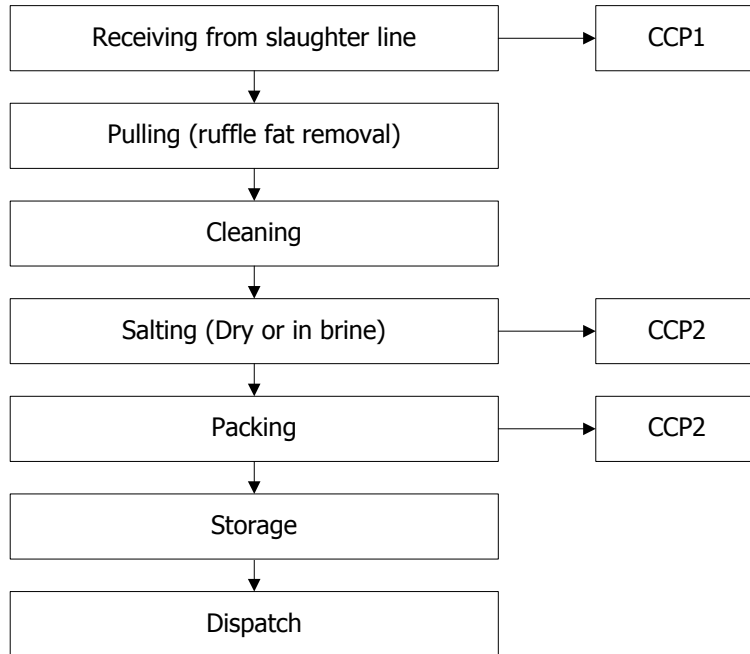 Receiving from slaughter line
CCP1
Pulling (ruffle fat removal)
Cleaning
Salting (Dry or in brine)
CCP2
Packing
CCP2
Storage
Dispatch